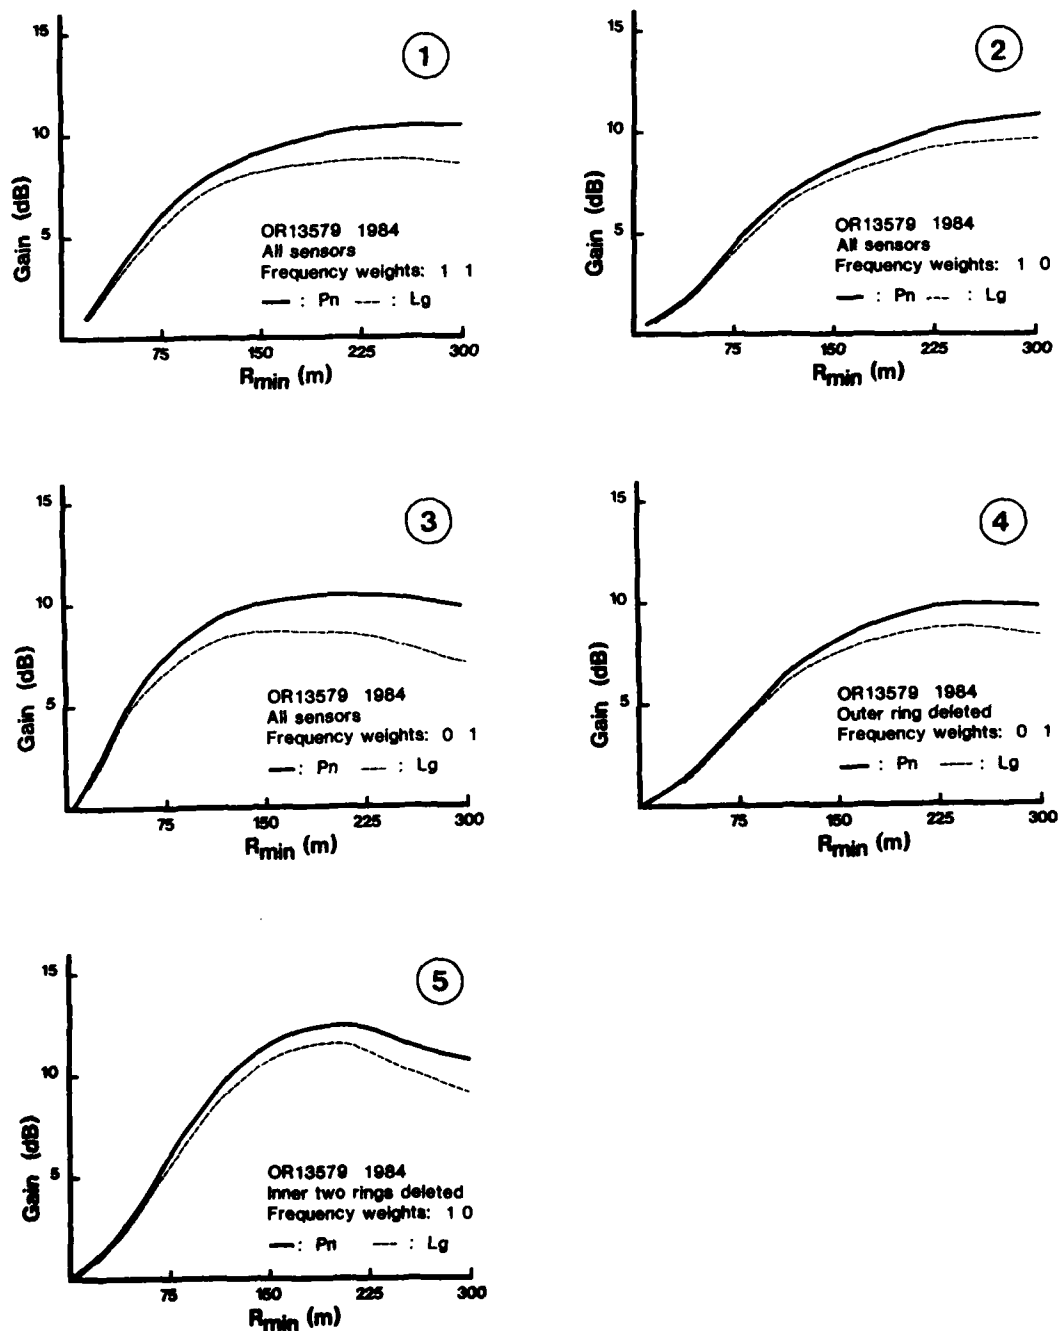 1
15
10
5
Gain (dB)
OR13579 1984
All sensors
Frequency weights: 1 1
: Pn : Lg
75 150 225 300
Rmin (m)
2
15
10
5
Gain (dB)
OR13579 1984
All sensors
Frequency weights: 1 0
: Pn : Lg
75 150 225 300
Rmin (m)
3
15
10
5
Gain (dB)
OR13579 1984
All sensors
Frequency weights: 0 1
: Pn : Lg
75 150 225 300
Rmin (m)
4
15
10
5
Gain (dB)
OR13579 1984
Outer ring deleted
Frequency weights: 0 1
: Pn : Lg
75 150 225 300
Rmin (m)
5
15
10
5
Gain (dB)
OR13579 1984
Inner two rings deleted
Frequency weights: 1 0
: Pn : Lg
75 150 225 300
Rmin (m)